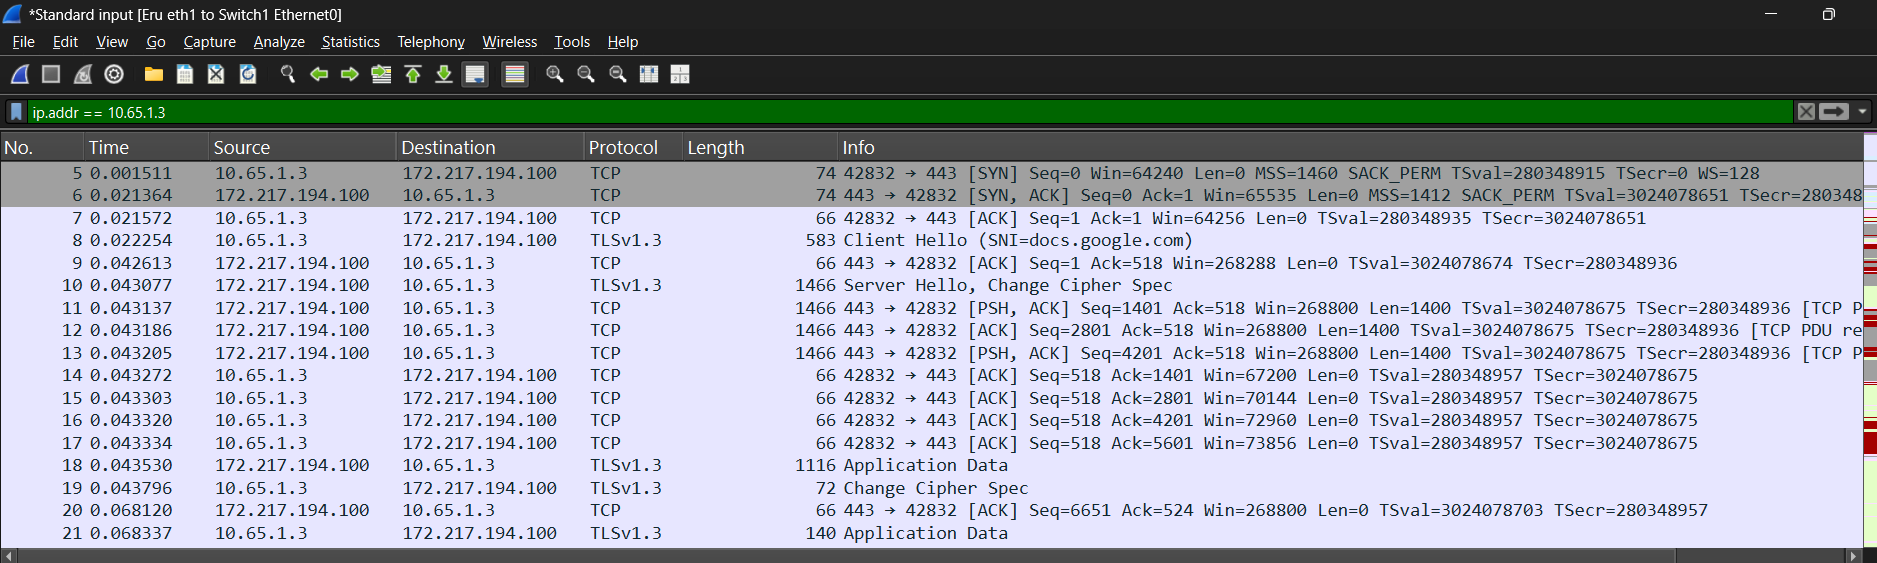 *Standard input [Eru eth1 to Switch1 Ethernet0]
File Edit View Go Capture Analyze Statistics Telephony Wireless Tools Help
ip.addr == 10.65.1.3
No. Time Source Destination Protocol Length Info
5 0.001511 10.65.1.3 172.217.194.100 TCP 74 42832 → 443 [SYN] Seq=0 Win=64240 Len=0 MSS=1460 SACK_PERM TSval=280348915 TSecr=0 WS=128
6 0.021364 172.217.194.100 10.65.1.3 TCP 74 443 → 42832 [SYN, ACK] Seq=0 Ack=1 Win=65535 Len=0 MSS=1412 SACK_PERM TSval=3024078651 TSecr=280348
7 0.021572 10.65.1.3 172.217.194.100 TCP 66 42832 → 443 [ACK] Seq=1 Ack=1 Win=64256 Len=0 TSval=280348935 TSecr=3024078651
8 0.022254 10.65.1.3 172.217.194.100 TLSv1.3 583 Client Hello (SNI=docs.google.com)
9 0.042613 172.217.194.100 10.65.1.3 TCP 66 443 → 42832 [ACK] Seq=1 Ack=518 Win=268288 Len=0 TSval=3024078674 TSecr=280348936
10 0.043077 172.217.194.100 10.65.1.3 TLSv1.3 1466 Server Hello, Change Cipher Spec
11 0.043137 172.217.194.100 10.65.1.3 TCP 1466 443 → 42832 [PSH, ACK] Seq=1401 Ack=518 Win=268800 Len=1400 TSval=3024078675 TSecr=280348936 [TCP P
12 0.043186 172.217.194.100 10.65.1.3 TCP 1466 443 → 42832 [ACK] Seq=2801 Ack=518 Win=268800 Len=1400 TSval=3024078675 TSecr=280348936 [TCP PDU re
13 0.043205 172.217.194.100 10.65.1.3 TCP 1466 443 → 42832 [PSH, ACK] Seq=4201 Ack=518 Win=268800 Len=1400 TSval=3024078675 TSecr=280348936 [TCP P
14 0.043272 10.65.1.3 172.217.194.100 TCP 66 42832 → 443 [ACK] Seq=518 Ack=1401 Win=67200 Len=0 TSval=280348957 TSecr=3024078675
15 0.043303 10.65.1.3 172.217.194.100 TCP 66 42832 → 443 [ACK] Seq=518 Ack=2801 Win=70144 Len=0 TSval=280348957 TSecr=3024078675
16 0.043320 10.65.1.3 172.217.194.100 TCP 66 42832 → 443 [ACK] Seq=518 Ack=4201 Win=72960 Len=0 TSval=280348957 TSecr=3024078675
17 0.043334 10.65.1.3 172.217.194.100 TCP 66 42832 → 443 [ACK] Seq=518 Ack=5601 Win=73856 Len=0 TSval=280348957 TSecr=3024078675
18 0.043530 172.217.194.100 10.65.1.3 TLSv1.3 1116 Application Data
19 0.043796 10.65.1.3 172.217.194.100 TLSv1.3 72 Change Cipher Spec
20 0.068120 172.217.194.100 10.65.1.3 TCP 66 443 → 42832 [ACK] Seq=6651 Ack=524 Win=268800 Len=0 TSval=3024078703 TSecr=280348957
21 0.068337 10.65.1.3 172.217.194.100 TLSv1.3 140 Application Data